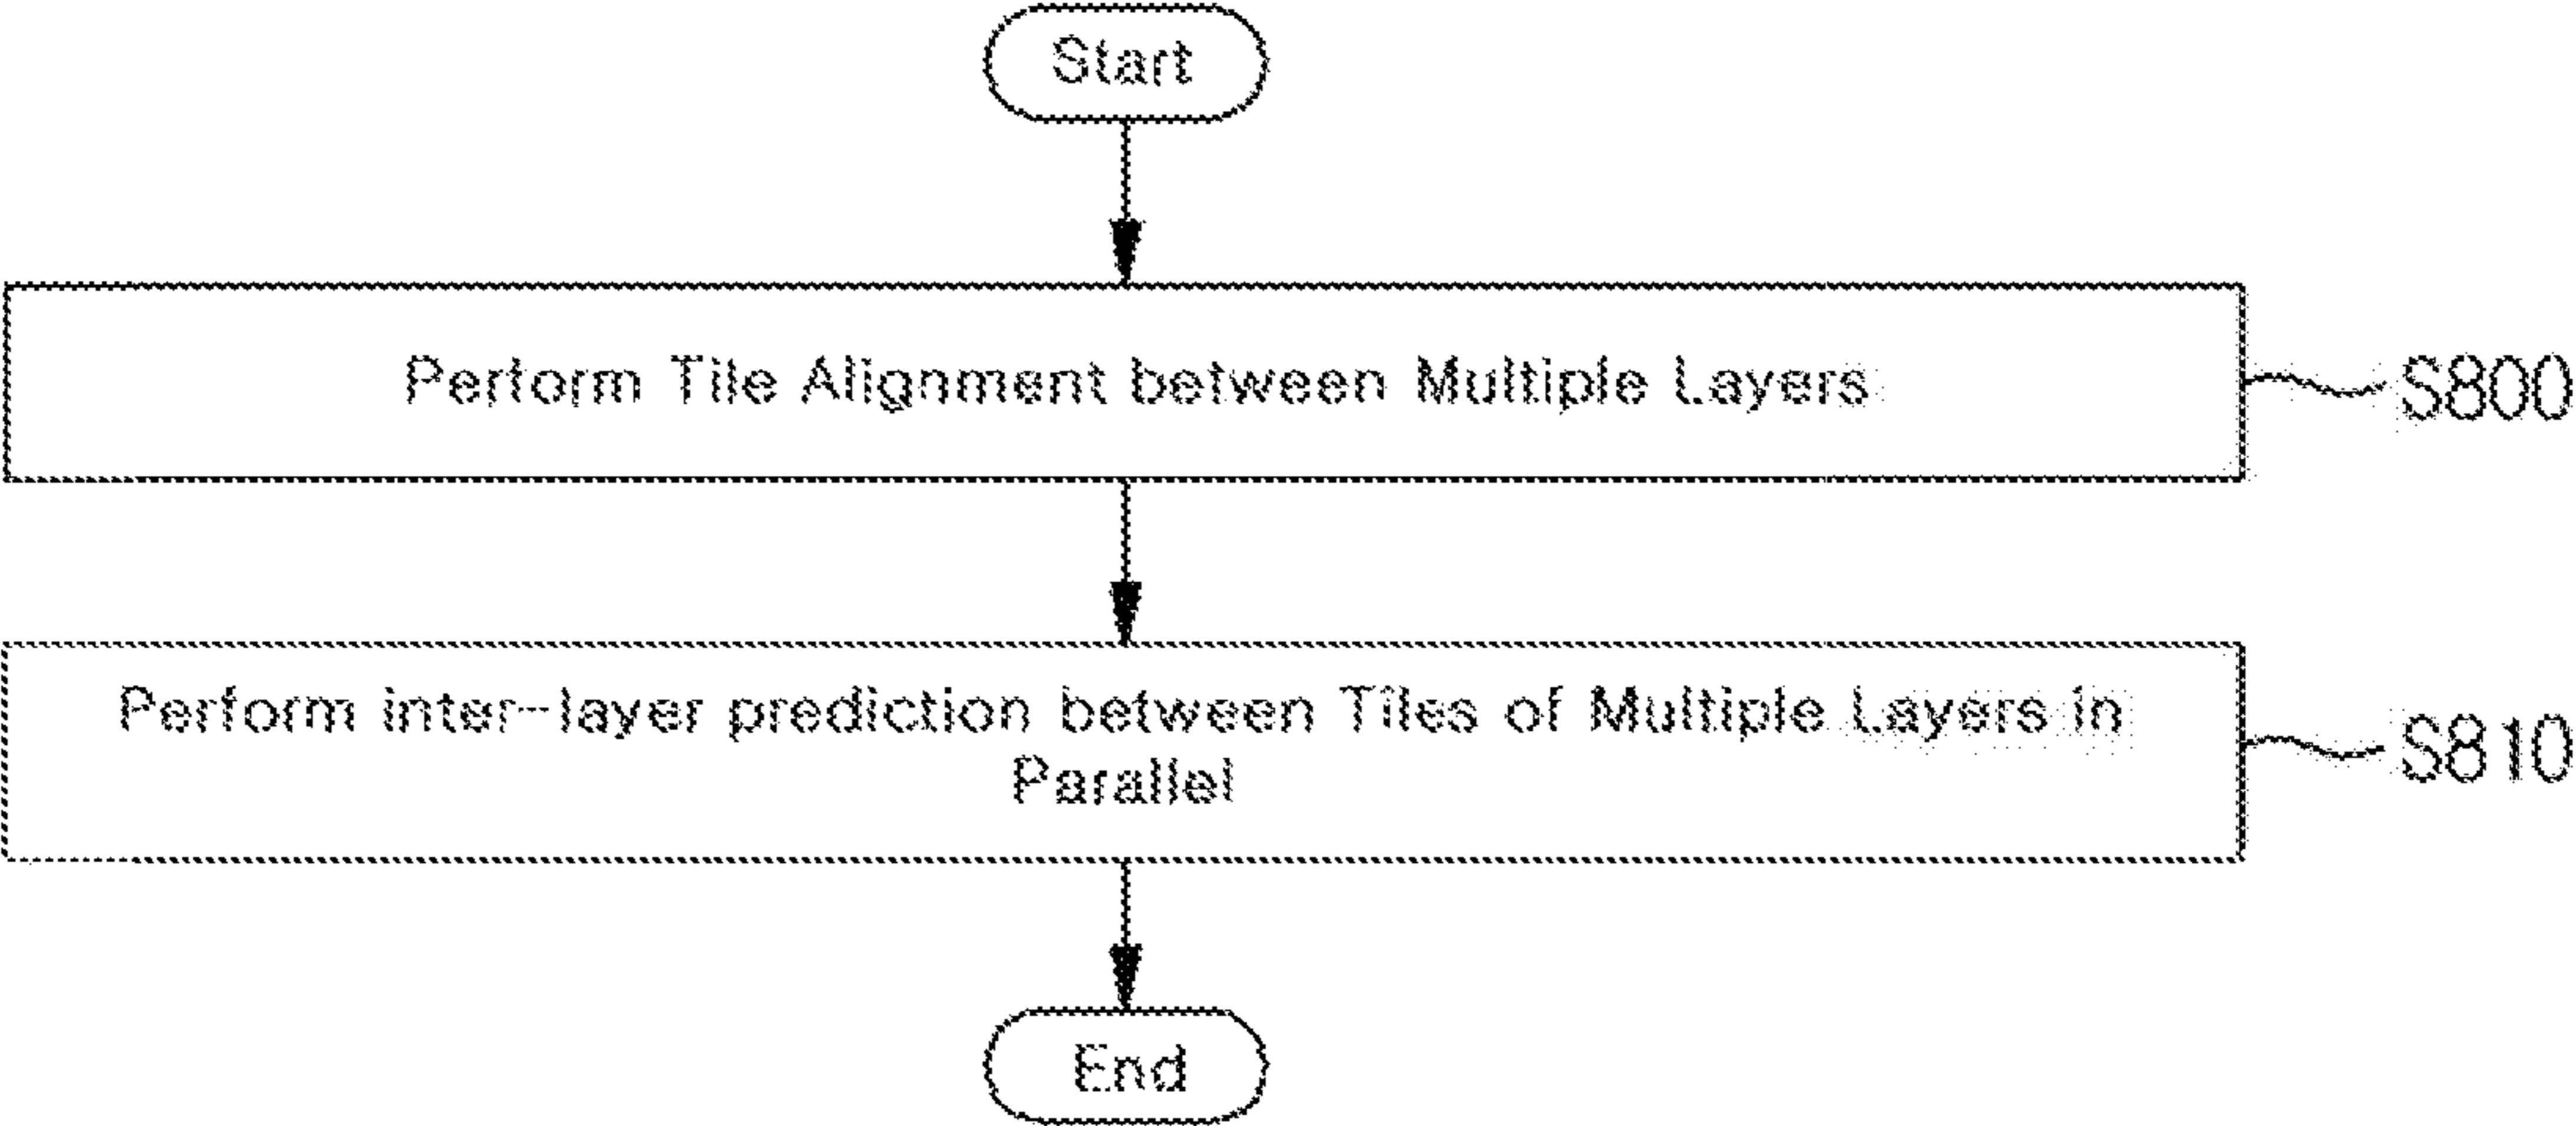 Start
Perform Tile Alignment between Multiple Layers
S800
Perform inter-layer prediction between Tiles of Multiple Layers in
Parallel
S810
End